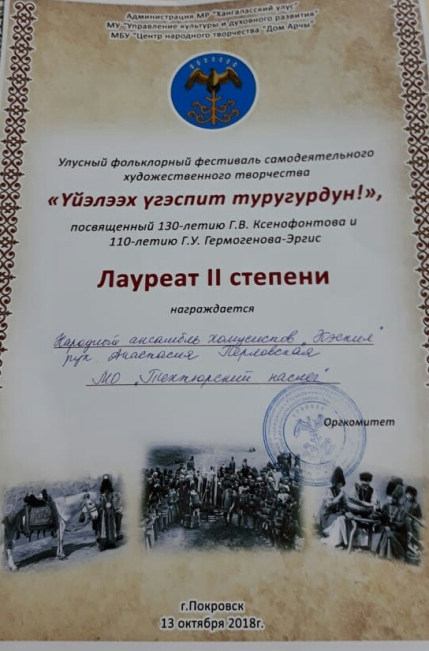 Администрация МР "Хангаласский улус"
МУ "Управление культуры и духовного развития"
МБУ "Центр народного творчества "Дом Арчы"
Улусный фольклорный фестиваль самодеятельного
художественного творчества
«Үйэлээх үгэспит туругурдун!»,
посвященный 130-летию Г.В. Ксенофонтова и
110-летию Г.У. Гермогенова-Эргис
Лауреат II степени
награждается
Народный ансамбль хомусистов "Кэскил"
рук Анастасия Перловская
МО "Техтюрский наслег"
Оргкомитет
г.Покровск
13 октября 2018г.